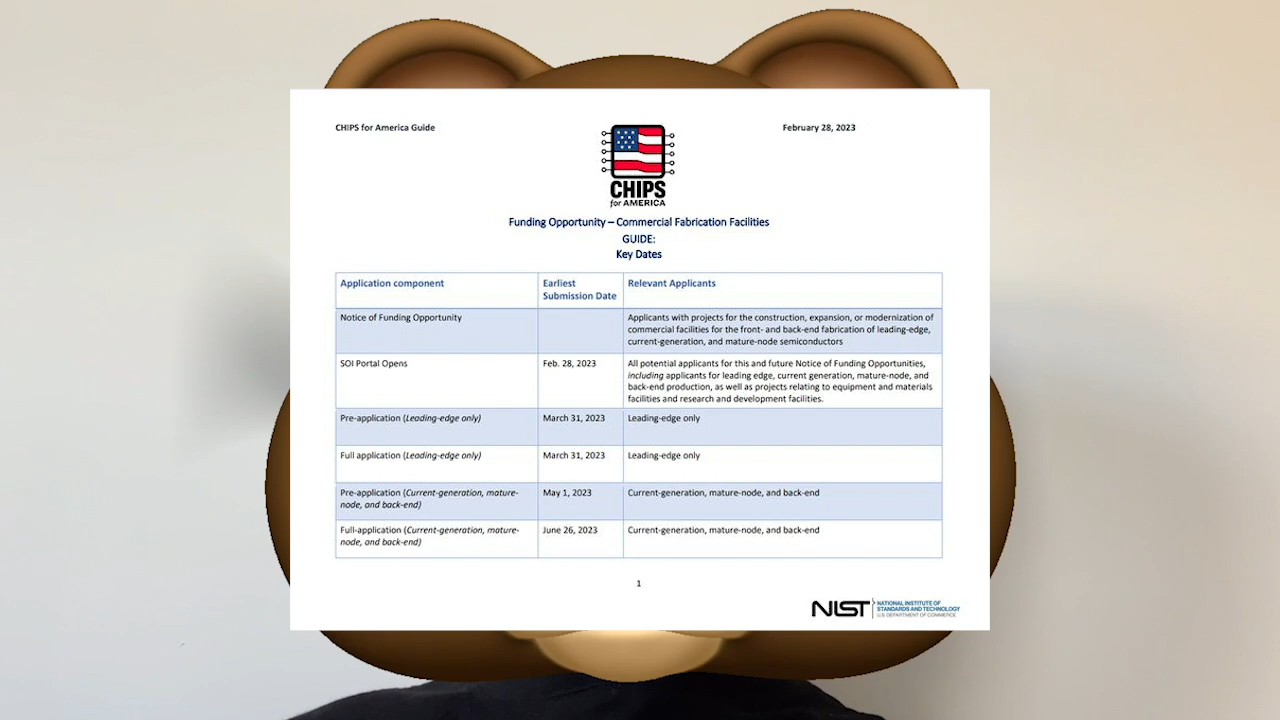 CHIPS for America Guide
February 28, 2023
CHIPS
for AMERICA
Funding Opportunity – Commercial Fabrication Facilities
GUIDE:
Key Dates
Application component
Earliest
Submission Date
Relevant Applicants
Notice of Funding Opportunity
Applicants with projects for the construction, expansion, or modernization of
commercial facilities for the front- and back-end fabrication of leading-edge,
current-generation, and mature-node semiconductors
SOI Portal Opens
Feb. 28, 2023
All potential applicants for this and future Notice of Funding Opportunities,
including applicants for leading edge, current generation, mature-node, and
back-end production, as well as projects relating to equipment and materials
facilities and research and development facilities.
Pre-application (Leading-edge only)
March 31, 2023
Leading-edge only
Full application (Leading-edge only)
March 31, 2023
Leading-edge only
Pre-application (Current-generation, mature-
node, and back-end)
May 1, 2023
Current-generation, mature-node, and back-end
Full-application (Current-generation, mature-
node, and back-end)
June 26, 2023
Current-generation, mature-node, and back-end
1
NIST
NATIONAL INSTITUTE OF
STANDARDS AND TECHNOLOGY
U.S. DEPARTMENT OF COMMERCE